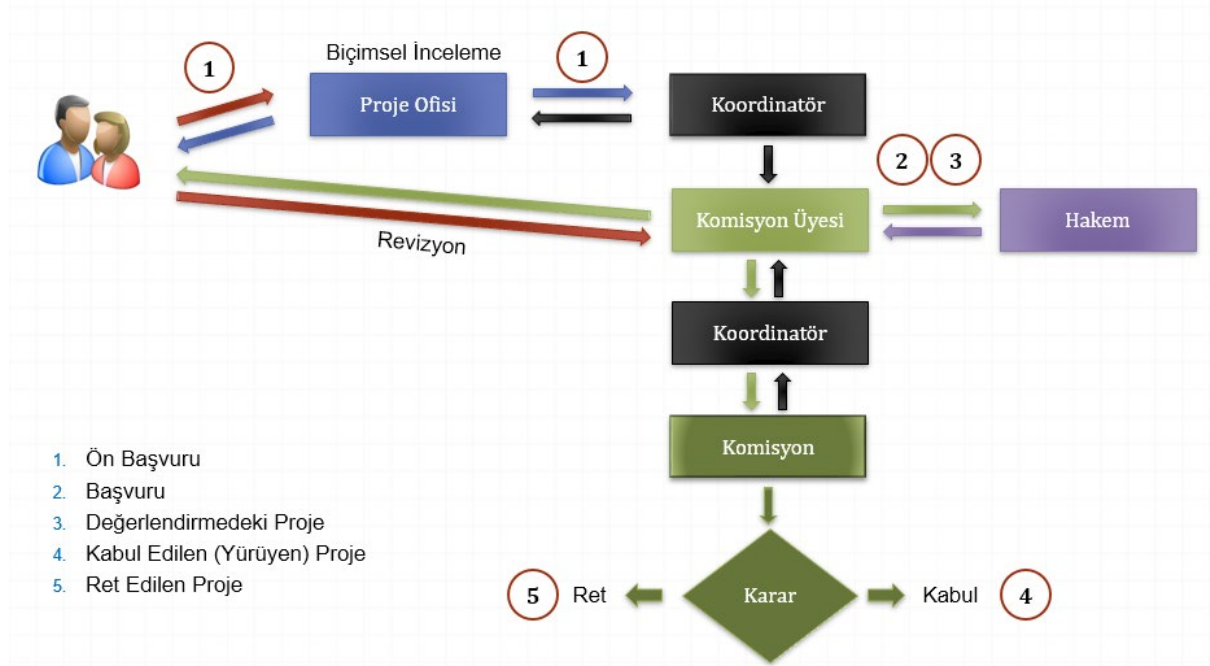 Biçimsel İnceleme
1
1
Proje Ofisi
Koordinatör
2
3
Komisyon Üyesi
Hakem
Revizyon
Koordinatör
Komisyon
1. Ön Başvuru
2. Başvuru
3. Değerlendirmedeki Proje
4. Kabul Edilen (Yürüyen) Proje
5. Ret Edilen Proje
5
Ret
Karar
Kabul
4